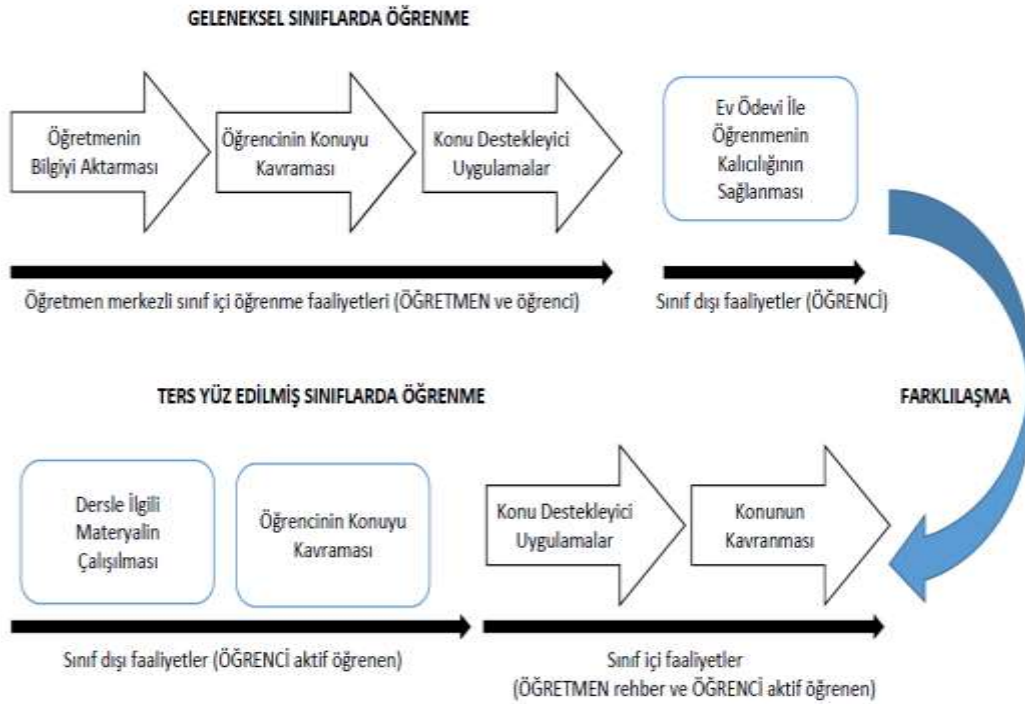 GELENEKSEL SINIFLARDA ÖĞRENME
Öğretmenin
Bilgiyi Aktarması
Öğrencinin Konuyu
Kavraması
Konu Destekleyici
Uygulamalar
Ev Ödevi İle
Öğrenmenin
Kalıcılığının
Sağlanması
Öğretmen merkezli sınıf içi öğrenme faaliyetleri (ÖĞRETMEN ve öğrenci)
Sınıf dışı faaliyetler (ÖĞRENCİ)
TERS YÜZ EDİLMİŞ SINIFLARDA ÖĞRENME
FARKLILAŞMA
Dersle İlgili
Materyalin
Çalışılması
Öğrencinin Konuyu
Kavraması
Konu Destekleyici
Uygulamalar
Konunun
Kavranması
Sınıf dışı faaliyetler (ÖĞRENCİ aktif öğrenen)
Sınıf içi faaliyetler
(ÖĞRETMEN rehber ve ÖĞRENCİ aktif öğrenen)